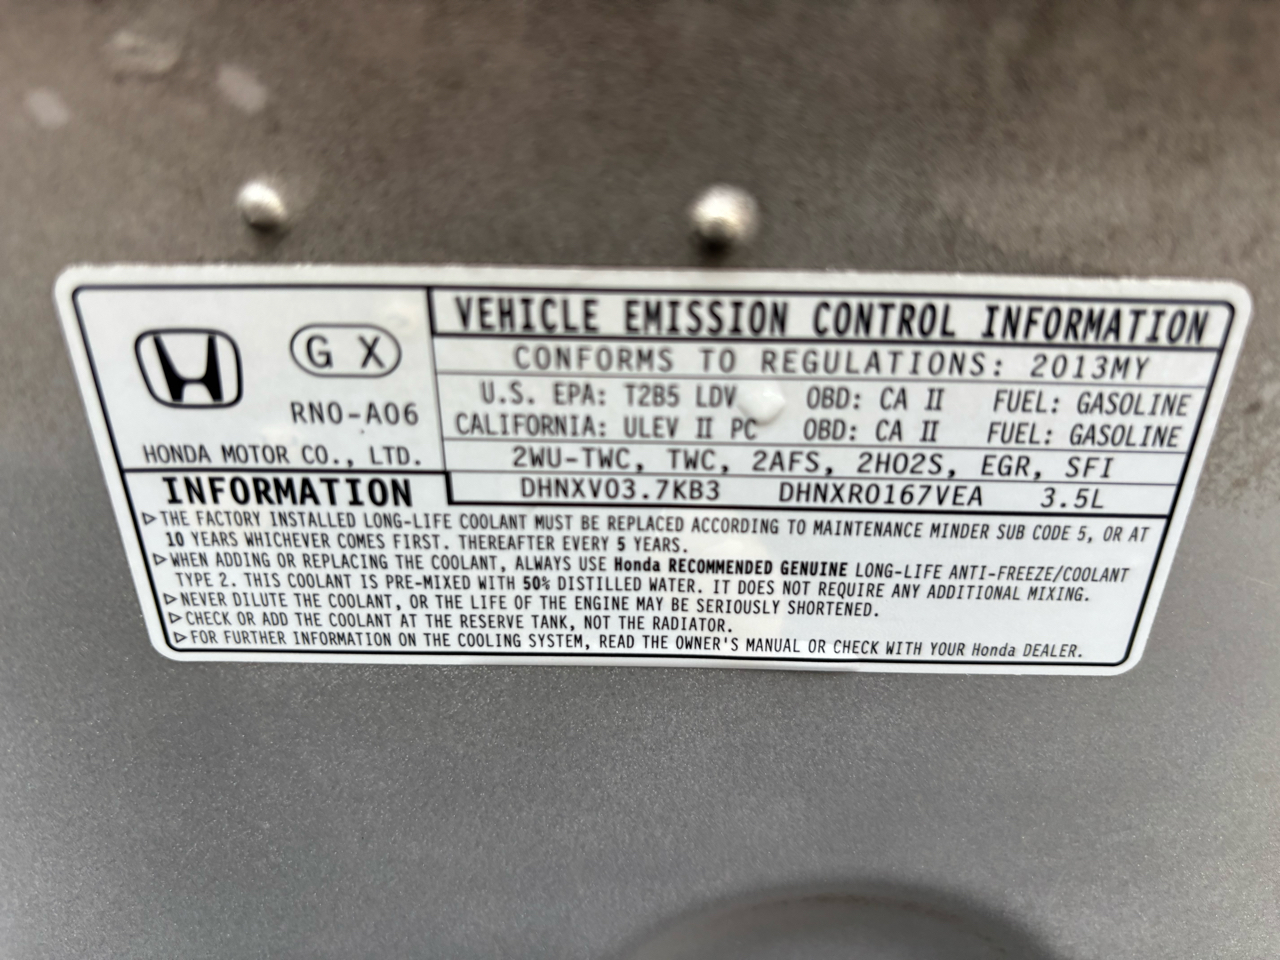 G X
RN0-A06
HONDA MOTOR CO., LTD.
VEHICLE EMISSION CONTROL INFORMATION
CONFORMS TO REGULATIONS: 2013MY
U.S. EPA: T2B5 LDV OBD: CA II FUEL: GASOLINE
CALIFORNIA: ULEV II PC OBD: CA II FUEL: GASOLINE
2WU-TWC, TWC, 2AFS, 2HO2S, EGR, SFI
DHNXV03.7KB3 DHNXR0167VEA 3.5L
INFORMATION
▷THE FACTORY INSTALLED LONG-LIFE COOLANT MUST BE REPLACED ACCORDING TO MAINTENANCE MINDER SUB CODE 5, OR AT
10 YEARS WHICHEVER COMES FIRST. THEREAFTER EVERY 5 YEARS.
▷WHEN ADDING OR REPLACING THE COOLANT, ALWAYS USE Honda RECOMMENDED GENUINE LONG-LIFE ANTI-FREEZE/COOLANT
TYPE 2. THIS COOLANT IS PRE-MIXED WITH 50% DISTILLED WATER. IT DOES NOT REQUIRE ANY ADDITIONAL MIXING.
▷NEVER DILUTE THE COOLANT, OR THE LIFE OF THE ENGINE MAY BE SERIOUSLY SHORTENED.
▷CHECK OR ADD THE COOLANT AT THE RESERVE TANK, NOT THE RADIATOR.
▷FOR FURTHER INFORMATION ON THE COOLING SYSTEM, READ THE OWNER'S MANUAL OR CHECK WITH YOUR Honda DEALER.